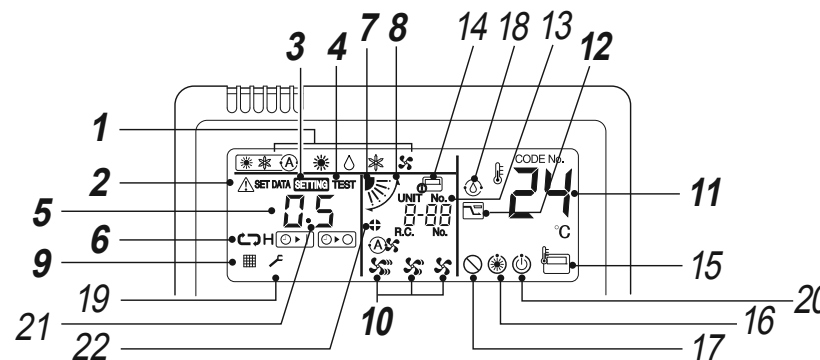 3 4 7 8 14 18 13 12
1
CODE No.
2 SET DATA SETTING TEST
UNIT No.
24 11
5 0.5 8-88
R.C. No.
°C
6 H
A
9
15
19 20
21 10 16
22 17